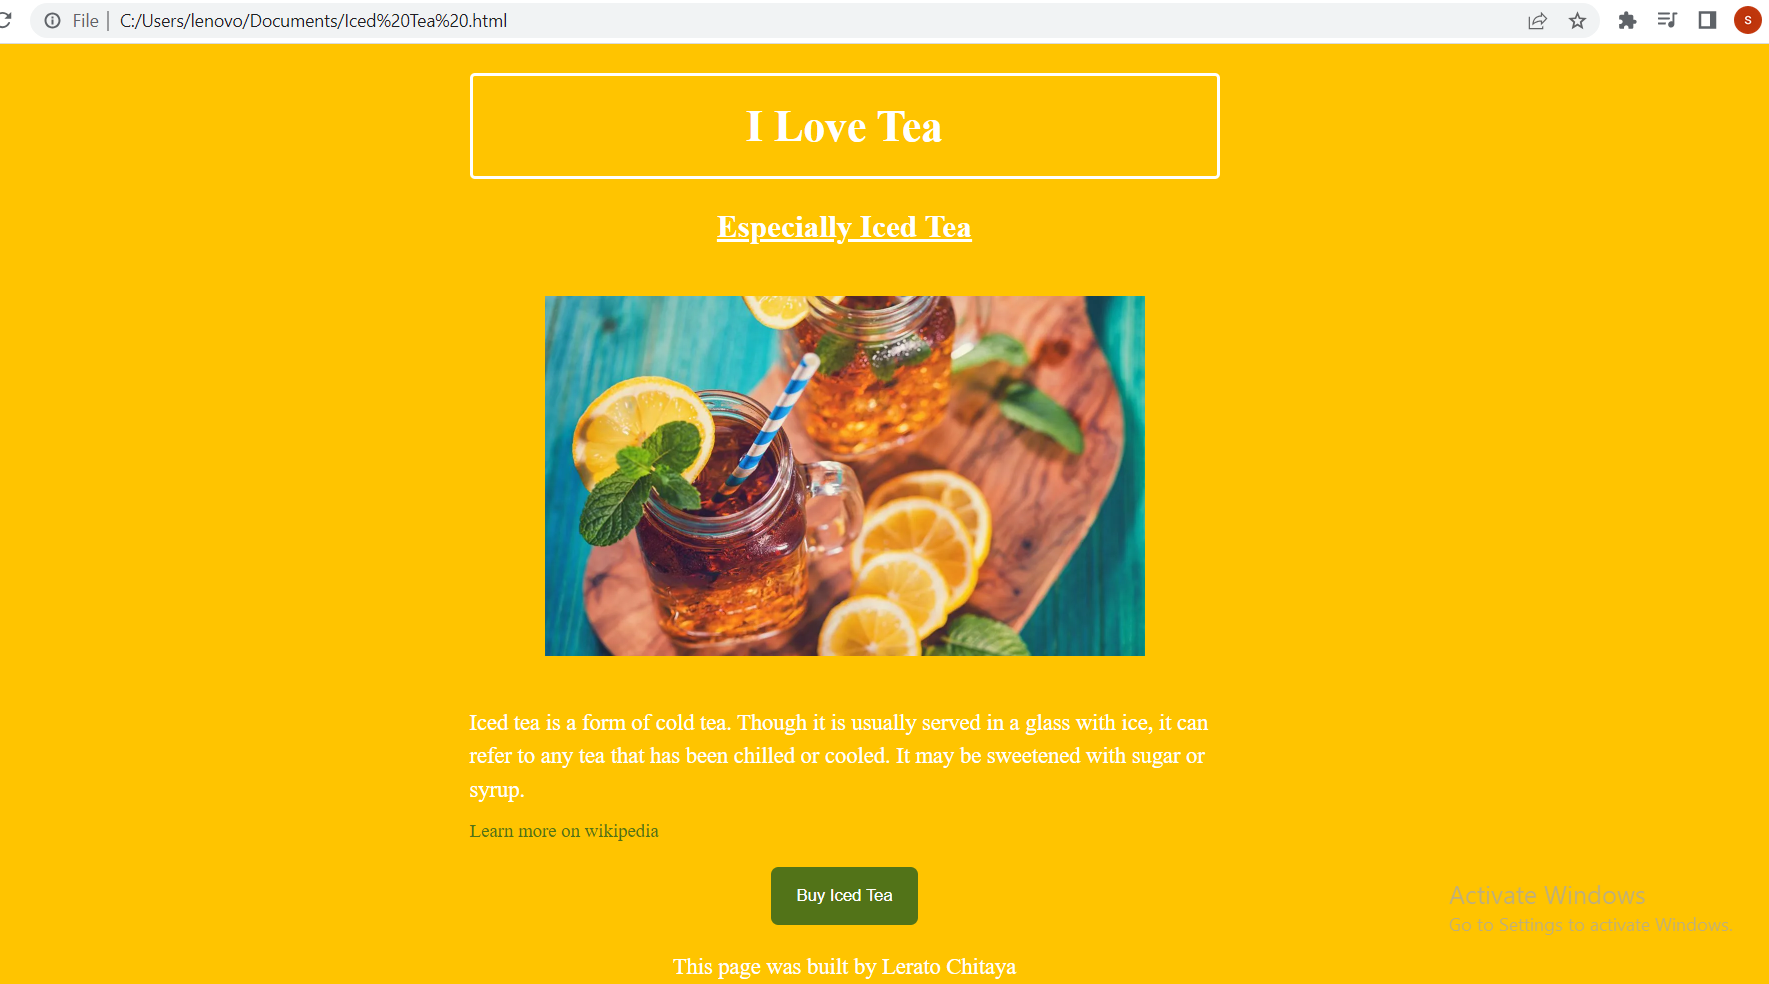 File | C:/Users/lenovo/Documents/Iced%20Tea%20.html
s
I Love Tea
Especially Iced Tea
Iced tea is a form of cold tea. Though it is usually served in a glass with ice, it can
refer to any tea that has been chilled or cooled. It may be sweetened with sugar or
syrup.
Learn more on wikipedia
Buy Iced Tea
Activate Windows
Go to Settings to activate Windows.
This page was built by Lerato Chitaya